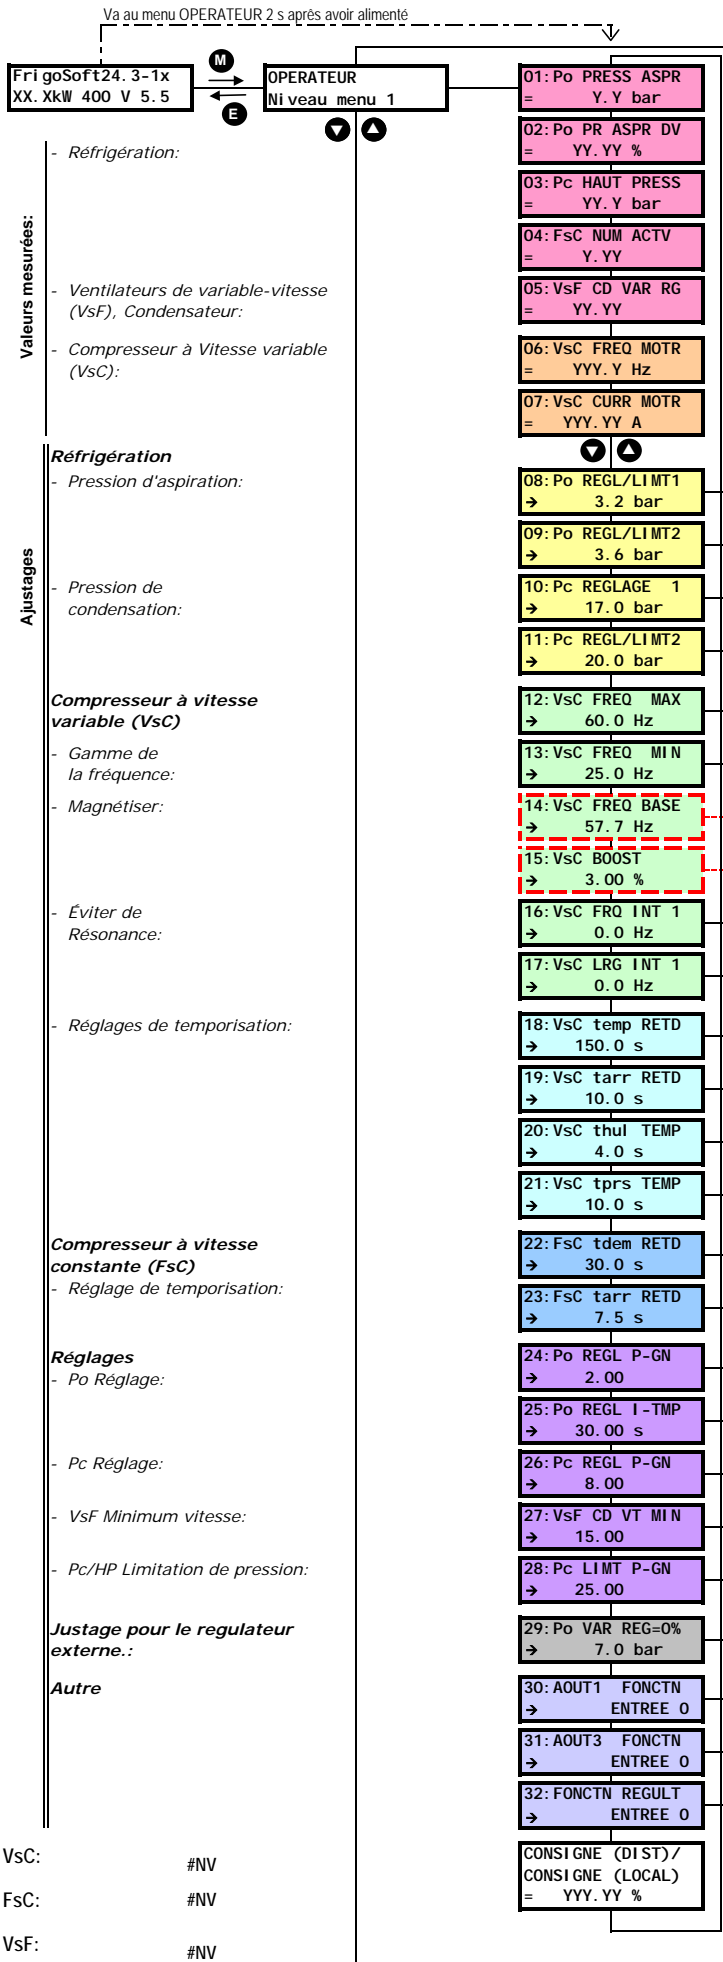 Va au menu OPERATEUR 2 s après avoir alimenté
FrigoSoft24.3-1x
XX.XkW 400 V 5.5
M
E
OPERATEUR
Niveau menu 1
01:Po PRESS ASPR
= Y.Y bar
02:Po PR ASPR DV
= YY.YY %
Valeurs mesurées:
- Réfrigération:
03:Pc HAUT PRESS
= YY.Y bar
04:FsC NUM ACTV
= Y.YY
- Ventilateurs de variable-vitesse
(VsF), Condensateur:
05:VsF CD VAR RG
= YY.YY
- Compresseur à Vitesse variable
(VsC):
06:VsC FREQ MOTR
= YYY.Y Hz
07:VsC CURR MOTR
= YYY.YY A
Ajustages
Réfrigération
- Pression d'aspiration:
08:Po REGL/LIMT1
→ 3.2 bar
09:Po REGL/LIMT2
→ 3.6 bar
- Pression de
condensation:
10:Pc REGLAGE 1
→ 17.0 bar
11:Pc REGL/LIMT2
→ 20.0 bar
Compresseur à vitesse
variable (VsC)
12:VsC FREQ MAX
→ 60.0 Hz
- Gamme de
la fréquence:
13:VsC FREQ MIN
→ 25.0 Hz
- Magnétiser:
14:VsC FREQ BASE
→ 57.7 Hz
15:VsC BOOST
→ 3.00 %
- Éviter de
Résonance:
16:VsC FRQ INT 1
→ 0.0 Hz
17:VsC LRG INT 1
→ 0.0 Hz
- Réglages de temporisation:
18:VsC temp RETD
→ 150.0 s
19:VsC tarr RETD
→ 10.0 s
20:VsC thul TEMP
→ 4.0 s
21:VsC tprs TEMP
→ 10.0 s
Compresseur à vitesse
constante (FsC)
- Réglage de temporisation:
22:FsC tdem RETD
→ 30.0 s
23:FsC tarr RETD
→ 7.5 s
Réglages
- Po Réglage:
24:Po REGL P-GN
→ 2.00
25:Po REGL I-TMP
→ 30.00 s
- Pc Réglage:
26:Pc REGL P-GN
→ 8.00
- VsF Minimum vitesse:
27:VsF CD VT MIN
→ 15.00
- Pc/HP Limitation de pression:
28:Pc LIMT P-GN
→ 25.00
Justage pour le regulateur
externe.:
29:Po VAR REG=0%
→ 7.0 bar
Autre
30:AOUT1 FONCTN
→ ENTREE 0
31:AOUT3 FONCTN
→ ENTREE 0
32:FONCTN REGULT
→ ENTREE 0
CONSIGNE (DIST)/
CONSIGNE (LOCAL)
= YYY.YY %
VsC: #NV
FsC: #NV
VsF: #NV